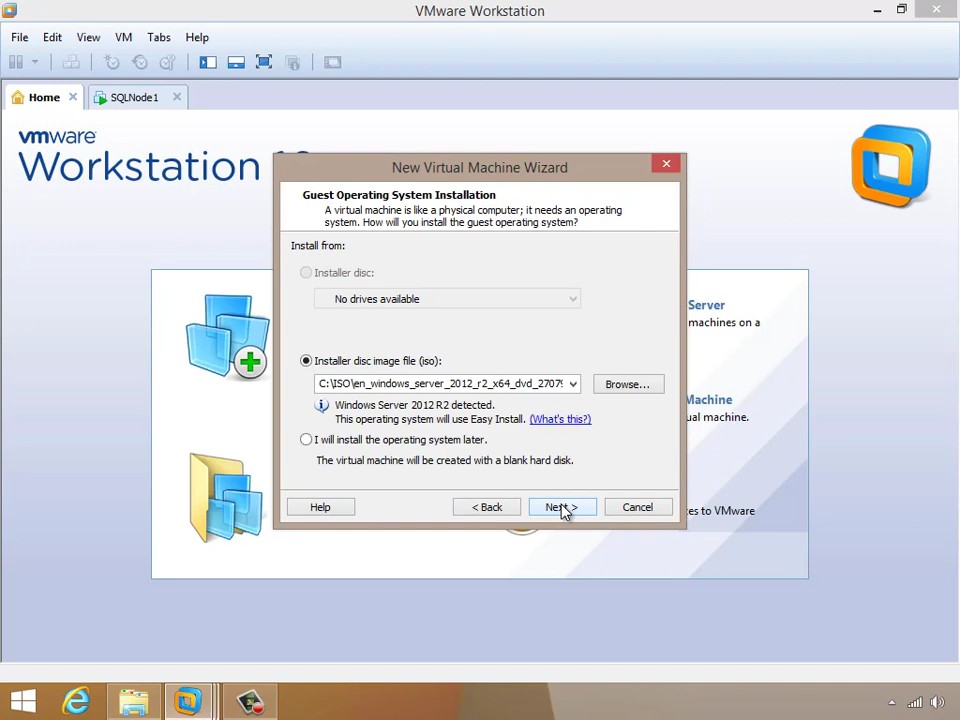 VMware Workstation
File Edit View VM Tabs Help
Home SQLNode1
vmware
Workstation
New Virtual Machine Wizard
Guest Operating System Installation
A virtual machine is like a physical computer; it needs an operating
system. How will you install the guest operating system?
Install from:
Installer disc:
No drives available
Installer disc image file (iso):
C:\ISO\en_windows_server_2012_r2_x64_dvd_2707
Browse...
Windows Server 2012 R2 detected.
This operating system will use Easy Install. (What's this?)
I will install the operating system later.
The virtual machine will be created with a blank hard disk.
Help < Back Next > Cancel
Server
machines on a
Machine
tual machine.
es to VMware